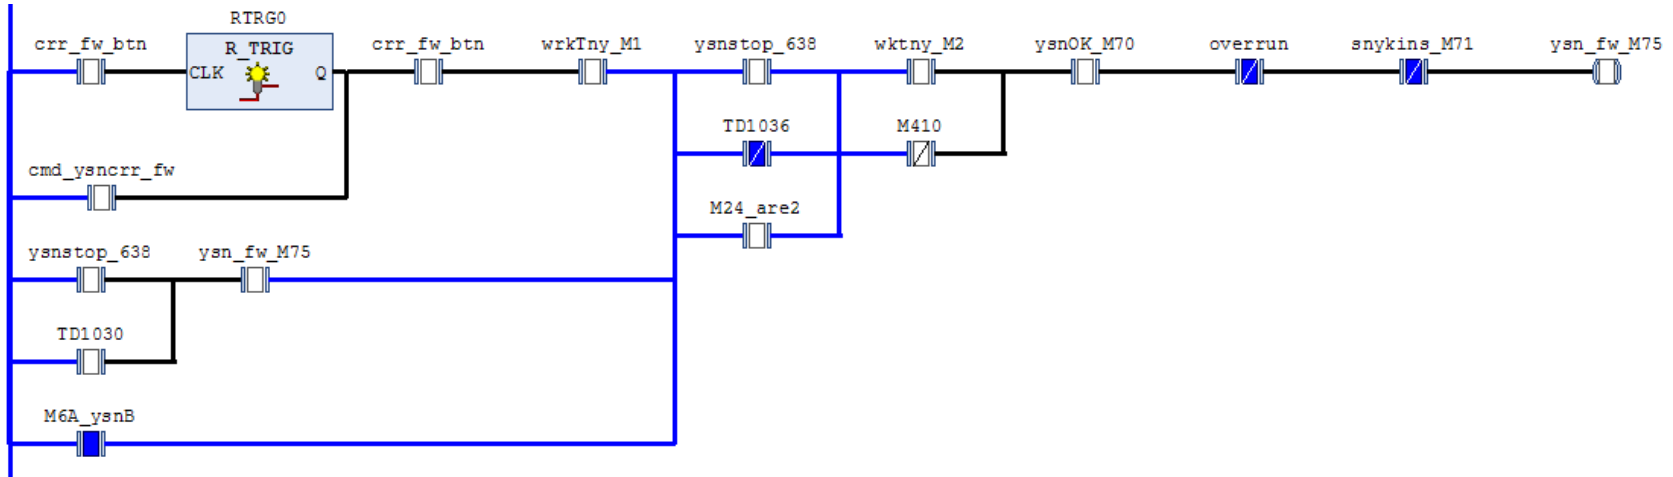 RTRG0
crr_fw_btn R_TRIG crr_fw_btn wrkTny_M1 ysnstop_638 wktny_M2 ysnOK_M70 overrun snykins_M71 ysn_fw_M75
CLK Q
TD1036 M410
cmd_ysncrr_fw
M24_are2
ysnstop_638 ysn_fw_M75
TD1030
M6A_ysnB